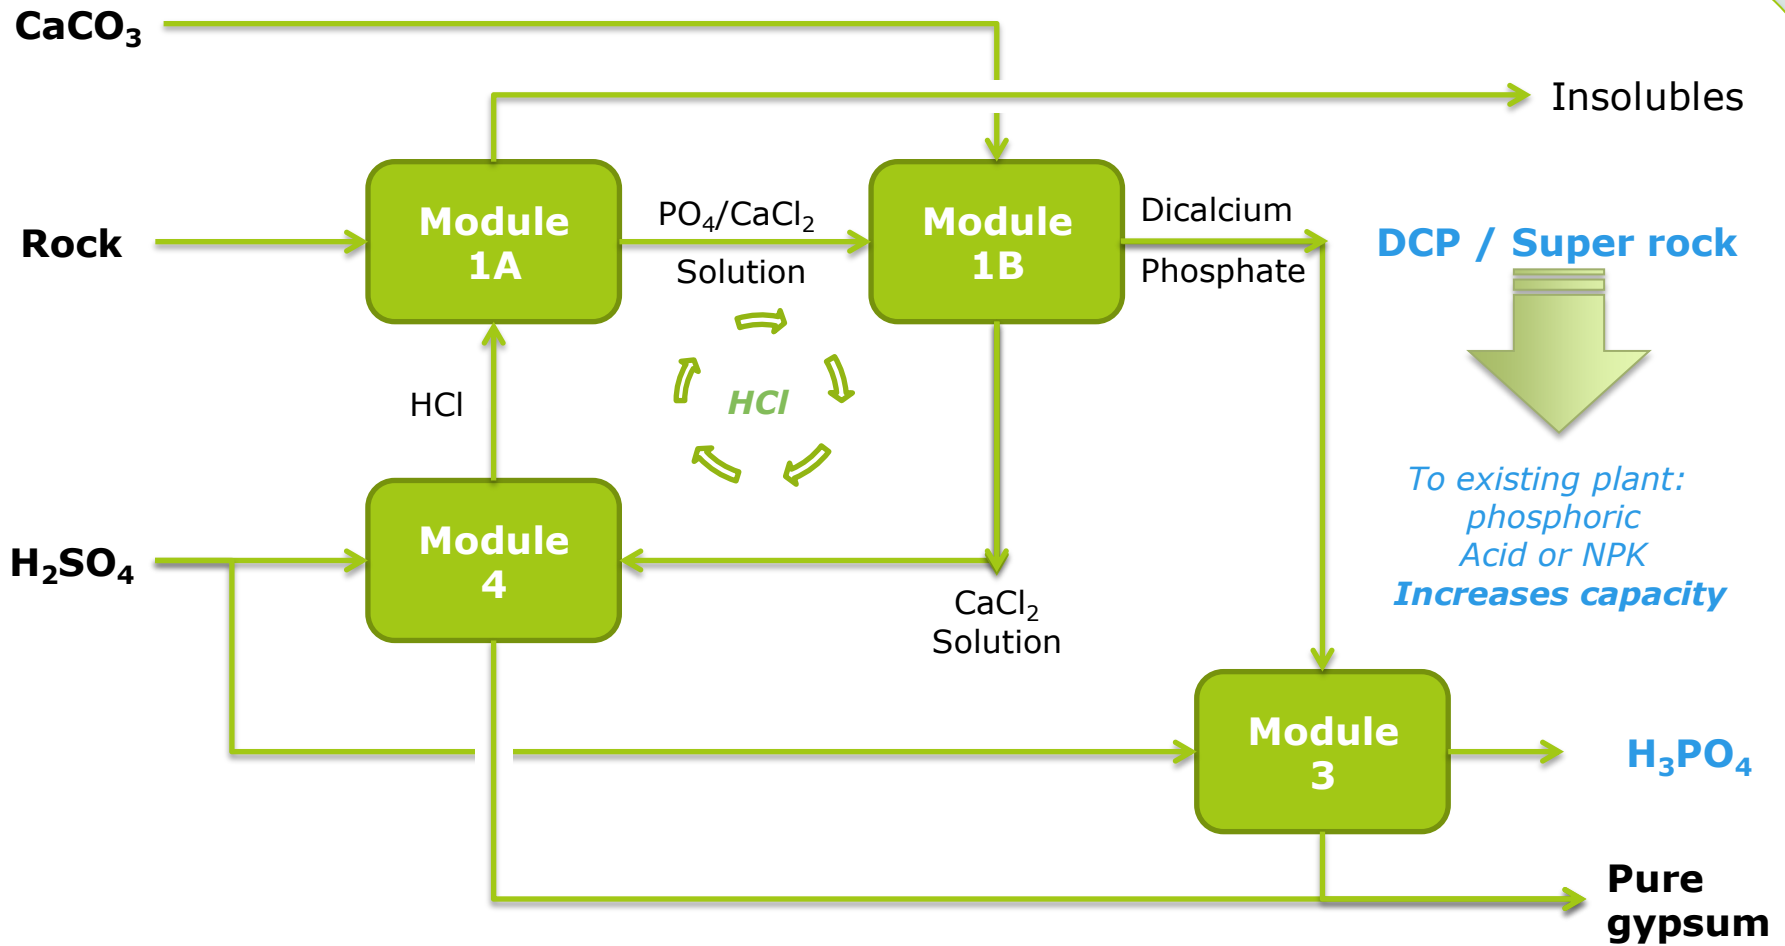 CaCO₃
Insolubles
Rock
Module
1A
PO₄/CaCl₂
Solution
Module
1B
Dicalcium
Phosphate
DCP / Super rock
HCl
HCl
To existing plant:
phosphoric
Acid or NPK
Increases capacity
H₂SO₄
Module
4
CaCl₂
Solution
Module
3
H₃PO₄
Pure
gypsum